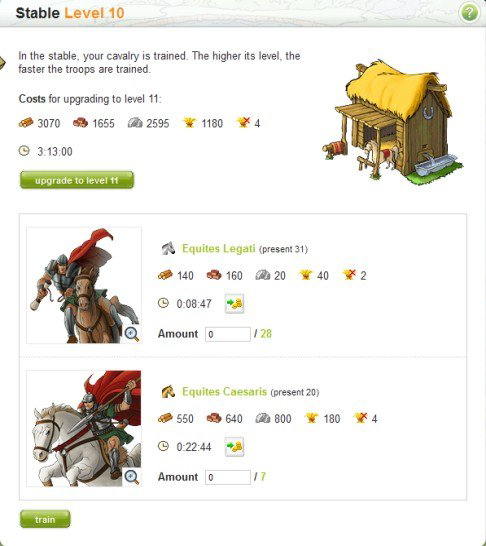 Stable Level 10
?
In the stable, your cavalry is trained. The higher its level, the
faster the troops are trained.
Costs for upgrading to level 11:
3070 1655 2595 1180 4
3:13:00
upgrade to level 11
Equites Legati (present 31)
140 160 20 40 2
0:08:47
Amount 0 / 28
Equites Caesaris (present 20)
550 640 800 180 4
0:22:44
Amount 0 / 7
train